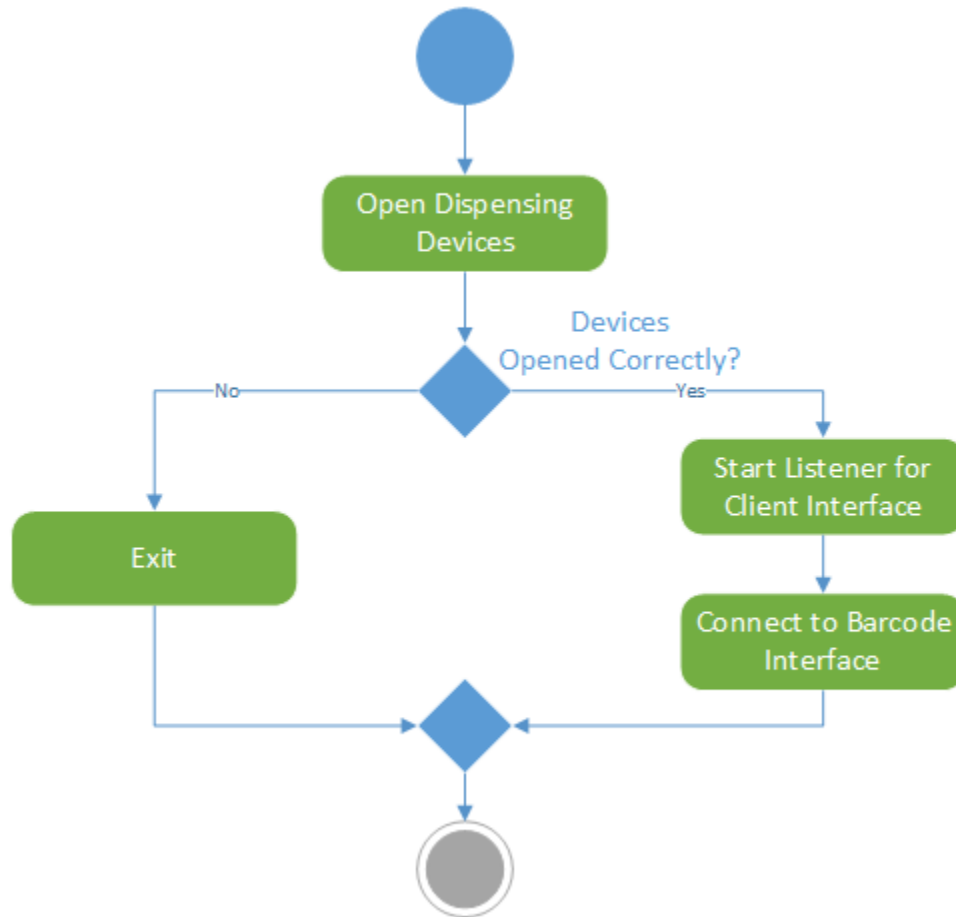 Open Dispensing
Devices
Devices
Opened Correctly?
No
Yes
Start Listener for
Client Interface
Exit
Connect to Barcode
Interface